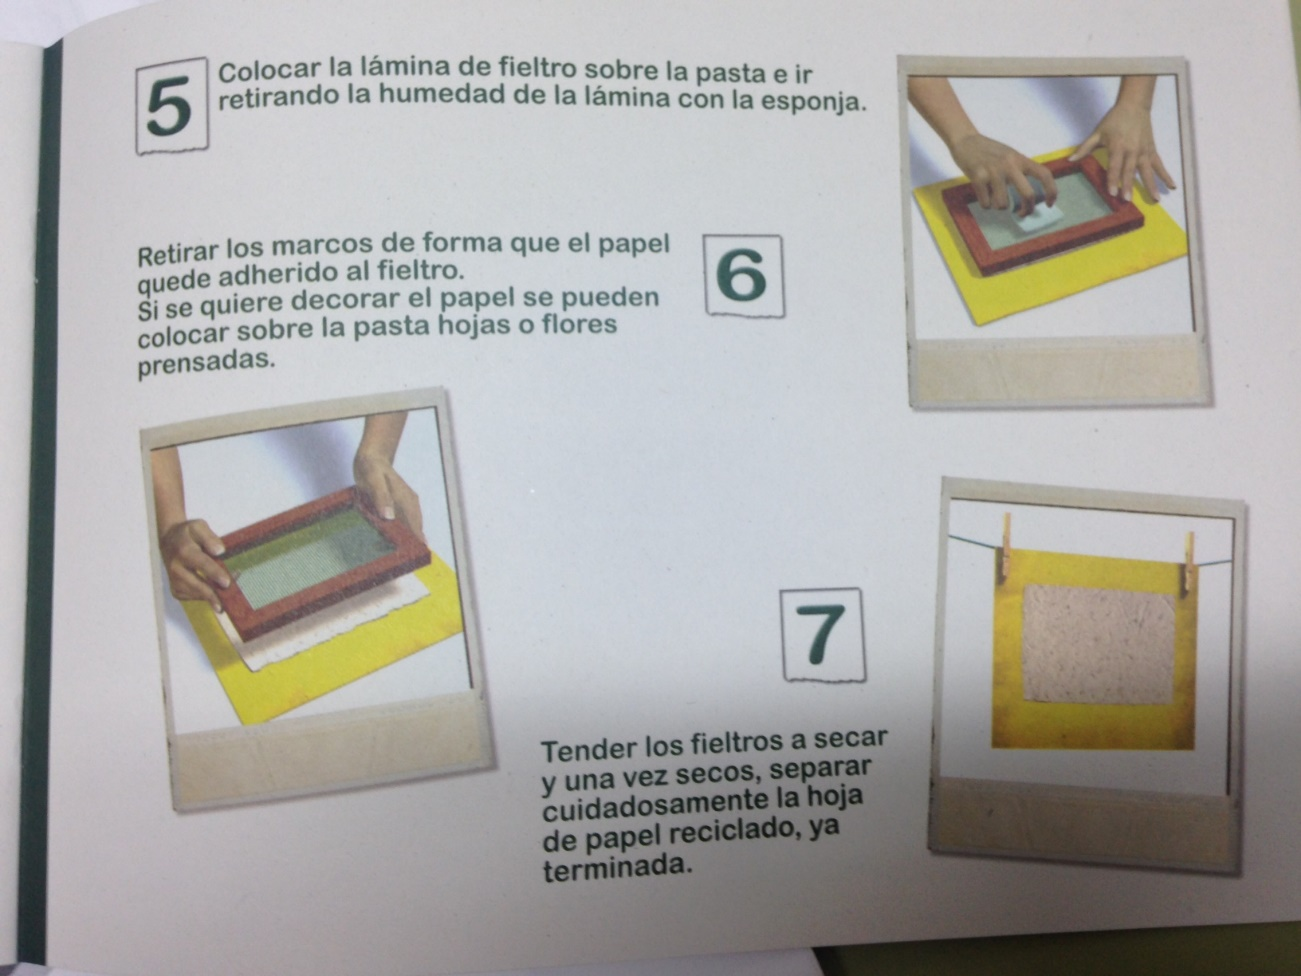 5
Colocar la lámina de fieltro sobre la pasta e ir
retirando la humedad de la lámina con la esponja.
Retirar los marcos de forma que el papel
quede adherido al fieltro.
Si se quiere decorar el papel se pueden
colocar sobre la pasta hojas o flores
prensadas.
6
7
Tender los fieltros a secar
y una vez secos, separar
cuidadosamente la hoja
de papel reciclado, ya
terminada.